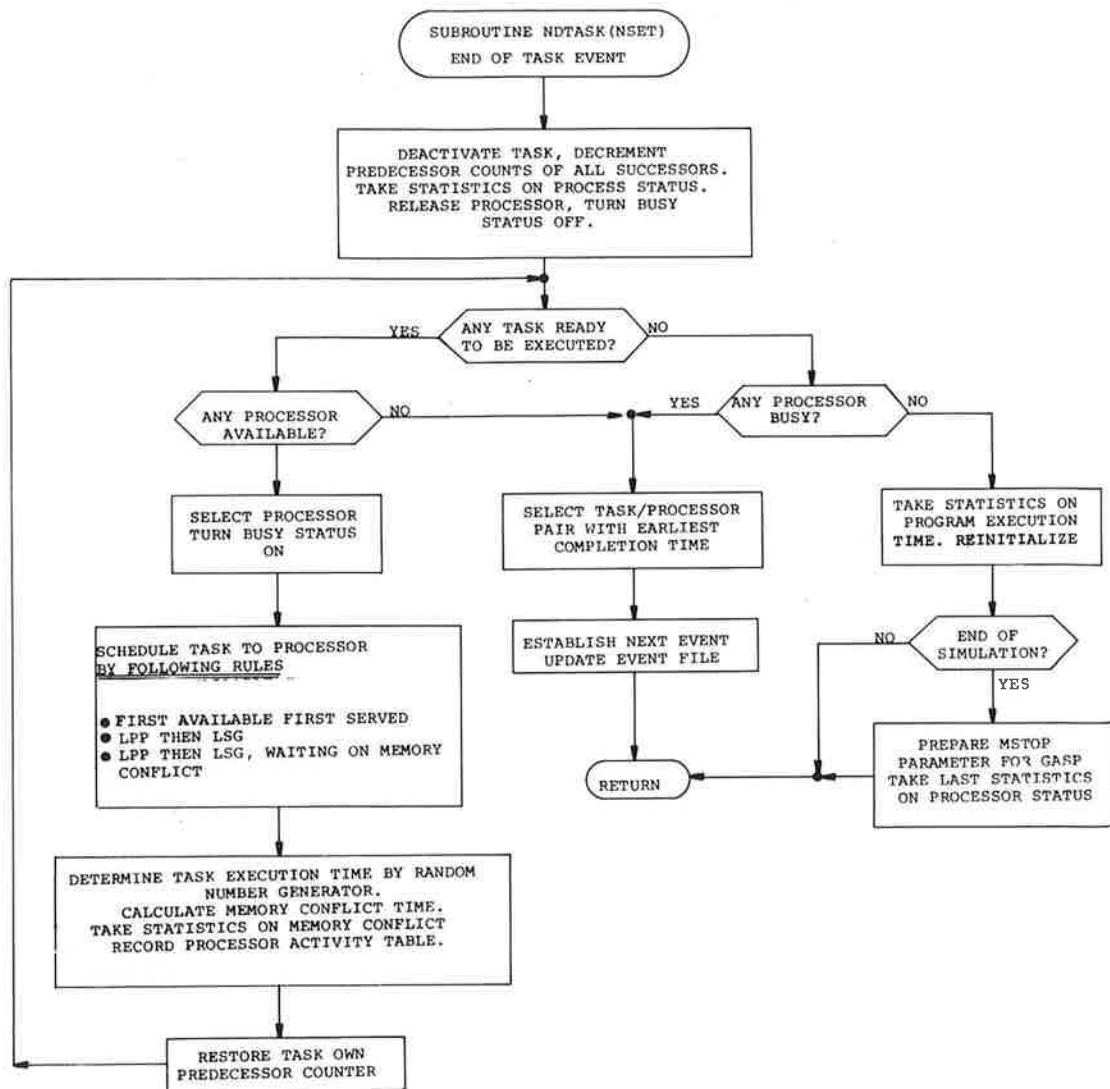 SUBROUTINE NDTASK(NSET)
END OF TASK EVENT
DEACTIVATE TASK, DECREMENT
PREDECESSOR COUNTS OF ALL SUCCESSORS.
TAKE STATISTICS ON PROCESS STATUS.
RELEASE PROCESSOR, TURN BUSY
STATUS OFF.
YES
ANY TASK READY
TO BE EXECUTED?
NO
ANY PROCESSOR
AVAILABLE?
NO
YES
ANY PROCESSOR
BUSY?
NO
SELECT PROCESSOR
TURN BUSY STATUS
ON
SELECT TASK/PROCESSOR
PAIR WITH EARLIEST
COMPLETION TIME
TAKE STATISTICS ON
PROGRAM EXECUTION
TIME. REINITIALIZE
SCHEDULE TASK TO PROCESSOR
BY FOLLOWING RULES
● FIRST AVAILABLE FIRST SERVED
● LPP THEN LSG
● LPP THEN LSG, WAITING ON MEMORY
CONFLICT
ESTABLISH NEXT EVENT
UPDATE EVENT FILE
NO
END OF
SIMULATION?
YES
RETURN
PREPARE MSTOP
PARAMETER FOR GASP
TAKE LAST STATISTICS
ON PROCESSOR STATUS
DETERMINE TASK EXECUTION TIME BY RANDOM
NUMBER GENERATOR.
CALCULATE MEMORY CONFLICT TIME.
TAKE STATISTICS ON MEMORY CONFLICT
RECORD PROCESSOR ACTIVITY TABLE.
RESTORE TASK OWN
PREDECESSOR COUNTER